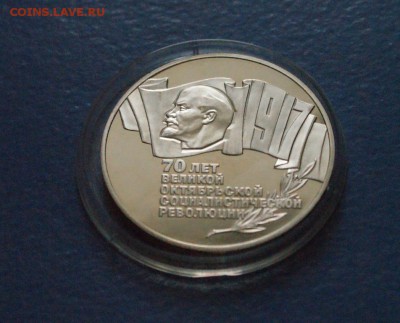 COINS.LAVE.RU
1917
70 ЛЕТ
ВЕЛИКОЙ
ОКТЯБРЬСКОЙ
СОЦИАЛИСТИЧЕСКОЙ
РЕВОЛЮЦИИ